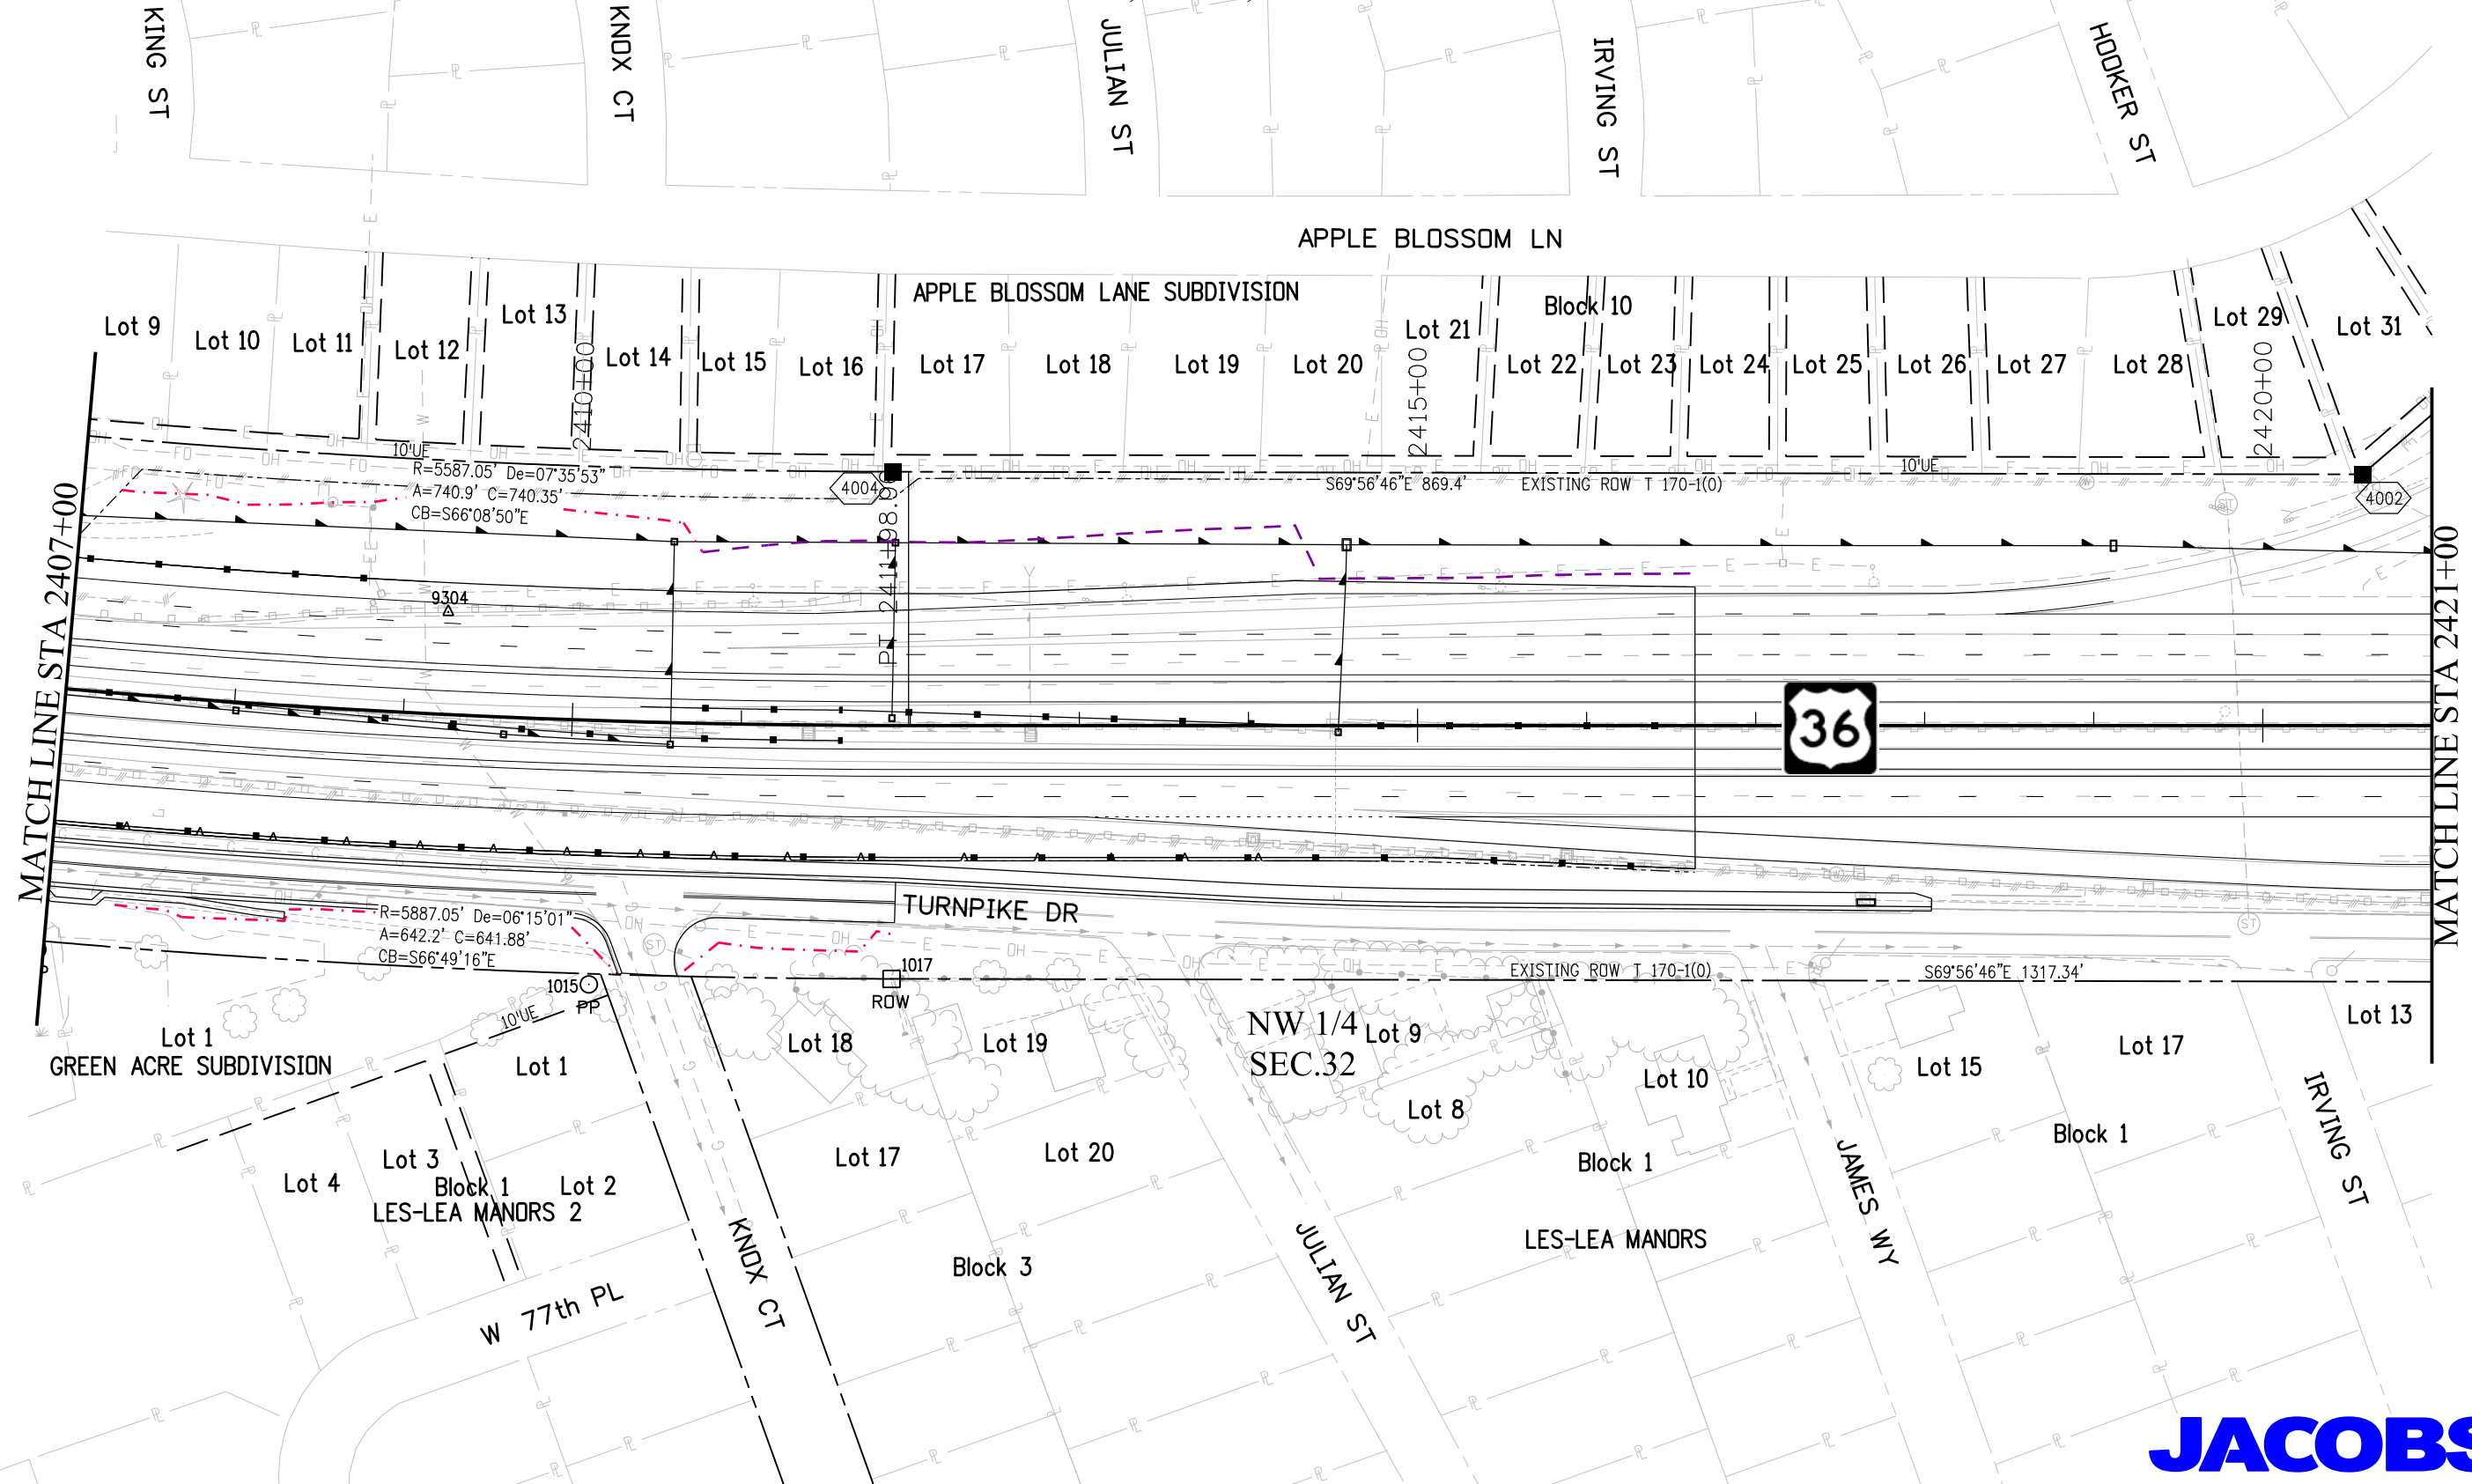 KING ST
KNOX CT
JULIAN ST
IRVING ST
HOOKER ST
APPLE BLOSSOM LN
APPLE BLOSSOM LANE SUBDIVISION
Block 10
Lot 9
Lot 10
Lot 11
Lot 12
Lot 13
Lot 14
Lot 15
Lot 16
Lot 17
Lot 18
Lot 19
Lot 20
Lot 21
Lot 22
Lot 23
Lot 24
Lot 25
Lot 26
Lot 27
Lot 28
Lot 29
Lot 31
2410+00
2415+00
2420+00
10'UE
R=5587.05' De=07°35'53"
A=740.9' C=740.35'
CB=S66°08'50"E
4004
S69°56'46"E 869.4'
EXISTING ROW T 170-1(0)
10'UE
4002
MATCH LINE STA 2407+00
MATCH LINE STA 2421+00
9304
36
TURNPIKE DR
R=5887.05' De=06°15'01"
A=642.2' C=641.88'
CB=S66°49'16"E
1015
PP
1017
ROW
EXISTING ROW T 170-1(0)
S69°56'46"E 1317.34'
10'UE
Lot 1
GREEN ACRE SUBDIVISION
Lot 1
Lot 18
Lot 19
NW 1/4
SEC.32
Lot 9
Lot 10
Lot 8
Lot 15
Lot 17
Lot 13
Lot 4
Lot 3
Block 1
Lot 2
LES-LEA MANORS 2
Lot 17
Lot 20
Block 3
Block 1
Block 1
LES-LEA MANORS
W 77th PL
KNOX CT
JULIAN ST
JAMES WY
IRVING ST
JACOBS